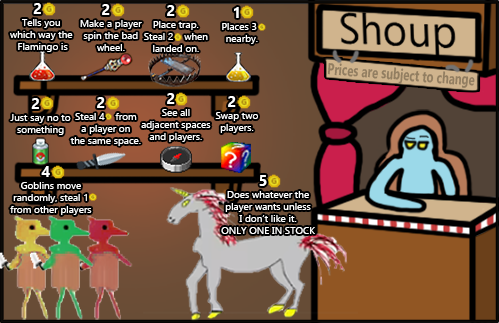 2 G
Tells you
which way the
Flamingo is
2 G
Make a player
spin the bad
wheel.
2 G
Place trap.
Steal 2 when
landed on.
1 G
Places 3
nearby.
Shoup
Prices are subject to change
2 G
Just say no to
something
2 G
Steal 4 from
a player on
the same space.
2 G
See all
adjacent spaces
and players.
2 G
Swap two
players.
? ?
4 G
Goblins move
randomly, steal 1
from other players
5 G
Does whatever the
player wants unless
I don't like it.
ONLY ONE IN STOCK